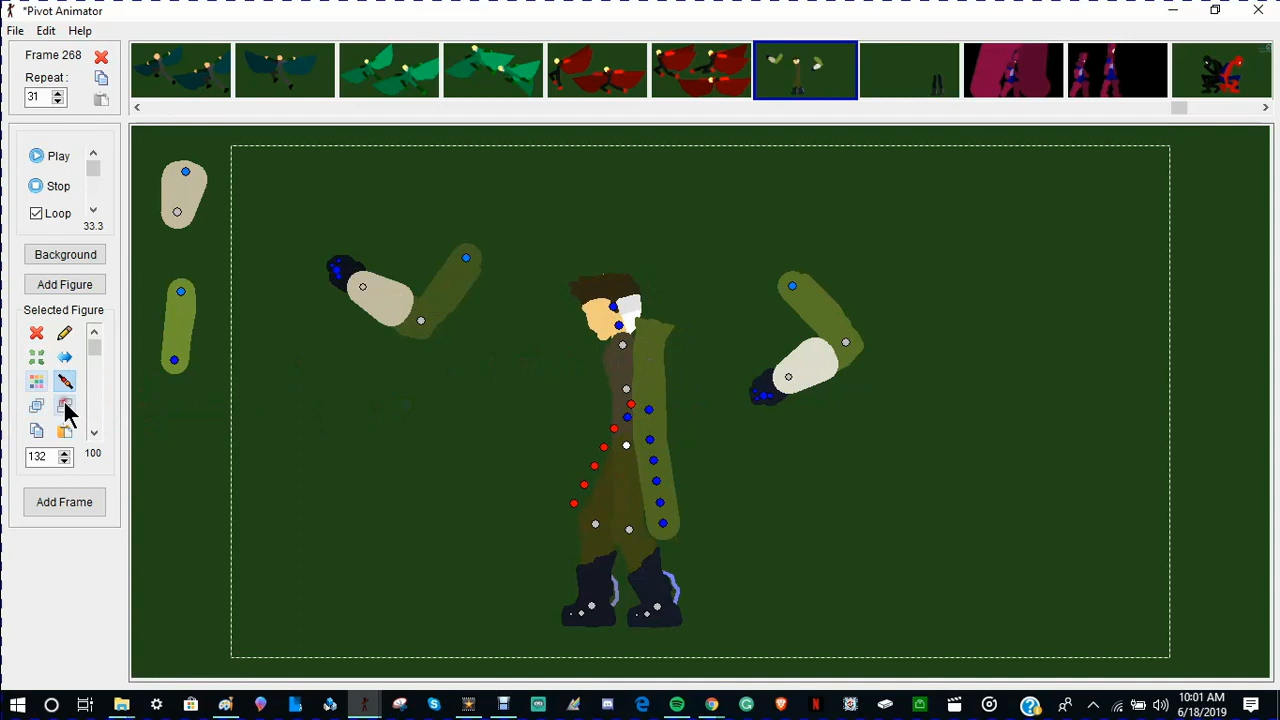 *Pivot Animator
File Edit Help
Frame 268
Repeat :
31
Play
Stop
Loop
33.3
Background
Add Figure
Selected Figure
132
100
Add Frame
10:01 AM
6/18/2019